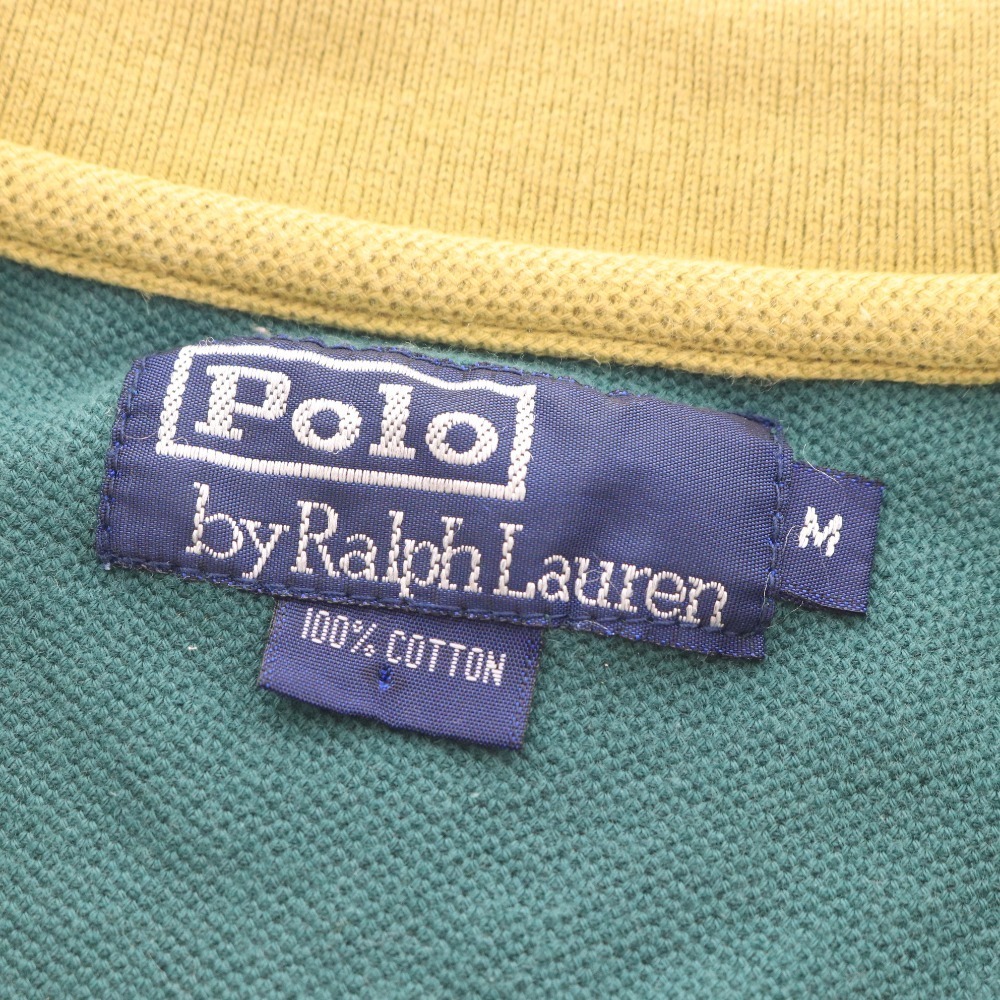 Polo
by Ralph Lauren
M
100% COTTON